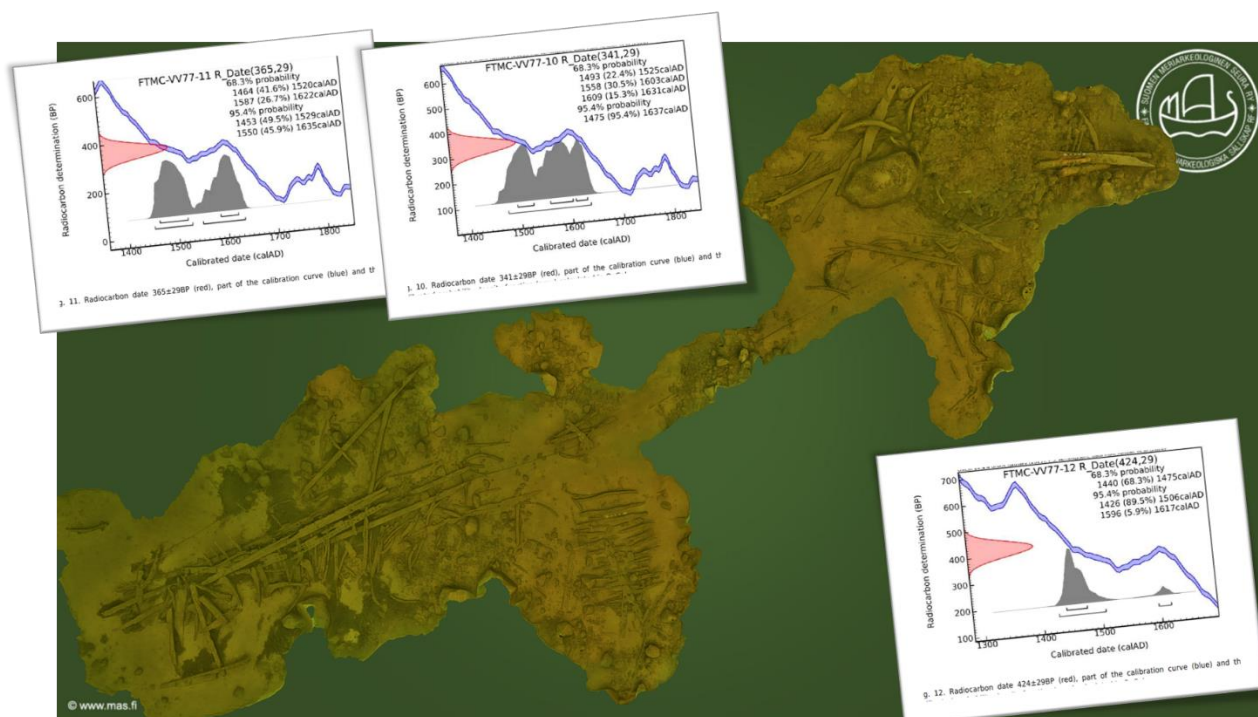 FTMC-VV77-11 R_Date(365,29)
68.3% probability
1464 (41.6%) 1520calAD
1587 (26.7%) 1622calAD
95.4% probability
1453 (49.5%) 1529calAD
1550 (45.9%) 1635calAD
Radiocarbon determination (BP)
600
400
200
0
1400 1500 1600 1700 1800
Calibrated date (calAD)
g. 11. Radiocarbon date 365±29BP (red), part of the calibration curve (blue) and th
FTMC-VV77-10 R_Date(341,29)
68.3% probability
1493 (22.4%) 1525calAD
1558 (30.5%) 1603calAD
1609 (15.3%) 1631calAD
95.4% probability
1475 (95.4%) 1637calAD
Radiocarbon determination (BP)
600
500
400
300
200
100
1400 1500 1600 1700 1800
Calibrated date (calAD)
g. 10. Radiocarbon date 341±29BP (red), part of the calibration curve (blue) and th
SUOMEN MERIARKEOLOGINEN SEURA RY
mas
FTMC-VV77-12 R_Date(424,29)
68.3% probability
1440 (68.3%) 1475calAD
95.4% probability
1426 (89.5%) 1506calAD
1596 (5.9%) 1617calAD
Radiocarbon determination (BP)
700
600
500
400
300
200
100
1300 1400 1500 1600
Calibrated date (calAD)
g. 12. Radiocarbon date 424±29BP (red), part of the calibration curve (blue) and th
© www.mas.fi